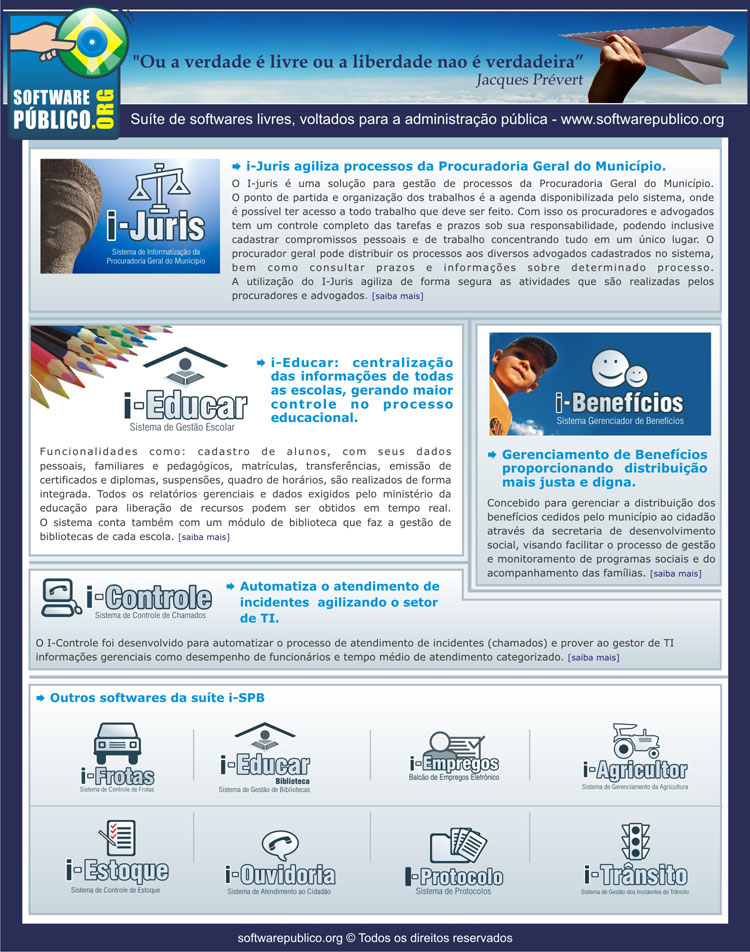 "Ou a verdade é livre ou a liberdade nao é verdadeira”
Jacques Prévert
SOFTWARE
PÚBLICO.ORG
Suíte de softwares livres, voltados para a administração pública - www.softwarepublico.org
i-Juris
Sistema de Informatização da
Procuradoria Geral do Município
i-Juris agiliza processos da Procuradoria Geral do Município.
O I-juris é uma solução para gestão de processos da Procuradoria Geral do Município.
O ponto de partida e organização dos trabalhos é a agenda disponibilizada pelo sistema, onde
é possível ter acesso a todo trabalho que deve ser feito. Com isso os procuradores e advogados
tem um controle completo das tarefas e prazos sob sua responsabilidade, podendo inclusive
cadastrar compromissos pessoais e de trabalho concentrando tudo em um único lugar. O
procurador geral pode distribuir os processos aos diversos advogados cadastrados no sistema,
bem como consultar prazos e informações sobre determinado processo.
A utilização do I-Juris agiliza de forma segura as atividades que são realizadas pelos
procuradores e advogados. [saiba mais]
i-Educar
Sistema de Gestão Escolar
i-Educar: centralização
das informações de todas
as escolas, gerando maior
controle no processo
educacional.
Funcionalidades como: cadastro de alunos, com seus dados
pessoais, familiares e pedagógicos, matrículas, transferências, emissão de
certificados e diplomas, suspensões, quadro de horários, são realizados de forma
integrada. Todos os relatórios gerenciais e dados exigidos pelo ministério da
educação para liberação de recursos podem ser obtidos em tempo real.
O sistema conta também com um módulo de biblioteca que faz a gestão de
bibliotecas de cada escola. [saiba mais]
i-Benefícios
Sistema Gerenciador de Benefícios
Gerenciamento de Benefícios
proporcionando distribuição
mais justa e digna.
Concebido para gerenciar a distribuição dos
benefícios cedidos pelo município ao cidadão
através da secretaria de desenvolvimento
social, visando facilitar o processo de gestão
e monitoramento de programas sociais e do
acompanhamento das famílias. [saiba mais]
i-Controle
Sistema de Controle de Chamados
Automatiza o atendimento de
incidentes agilizando o setor
de TI.
O I-Controle foi desenvolvido para automatizar o processo de atendimento de incidentes (chamados) e prover ao gestor de TI
informações gerenciais como desempenho de funcionários e tempo médio de atendimento categorizado. [saiba mais]
Outros softwares da suíte i-SPB
i-Frotas
Sistema de Controle de Frotas
i-Educar
Biblioteca
Sistema de Gestão de Bibliotecas
i-Empregos
Balcão de Empregos Eletrônico
i-Agricultor
Sistema de Gerenciamento da Agricultura
i-Estoque
Sistema de Controle de Estoque
i-Ouvidoria
Sistema de Atendimento ao Cidadão
I-Protocolo
Sistema de Protocolos
i-Trânsito
Sistema de Gestão dos Incidentes de Trânsito
softwarepublico.org © Todos os direitos reservados